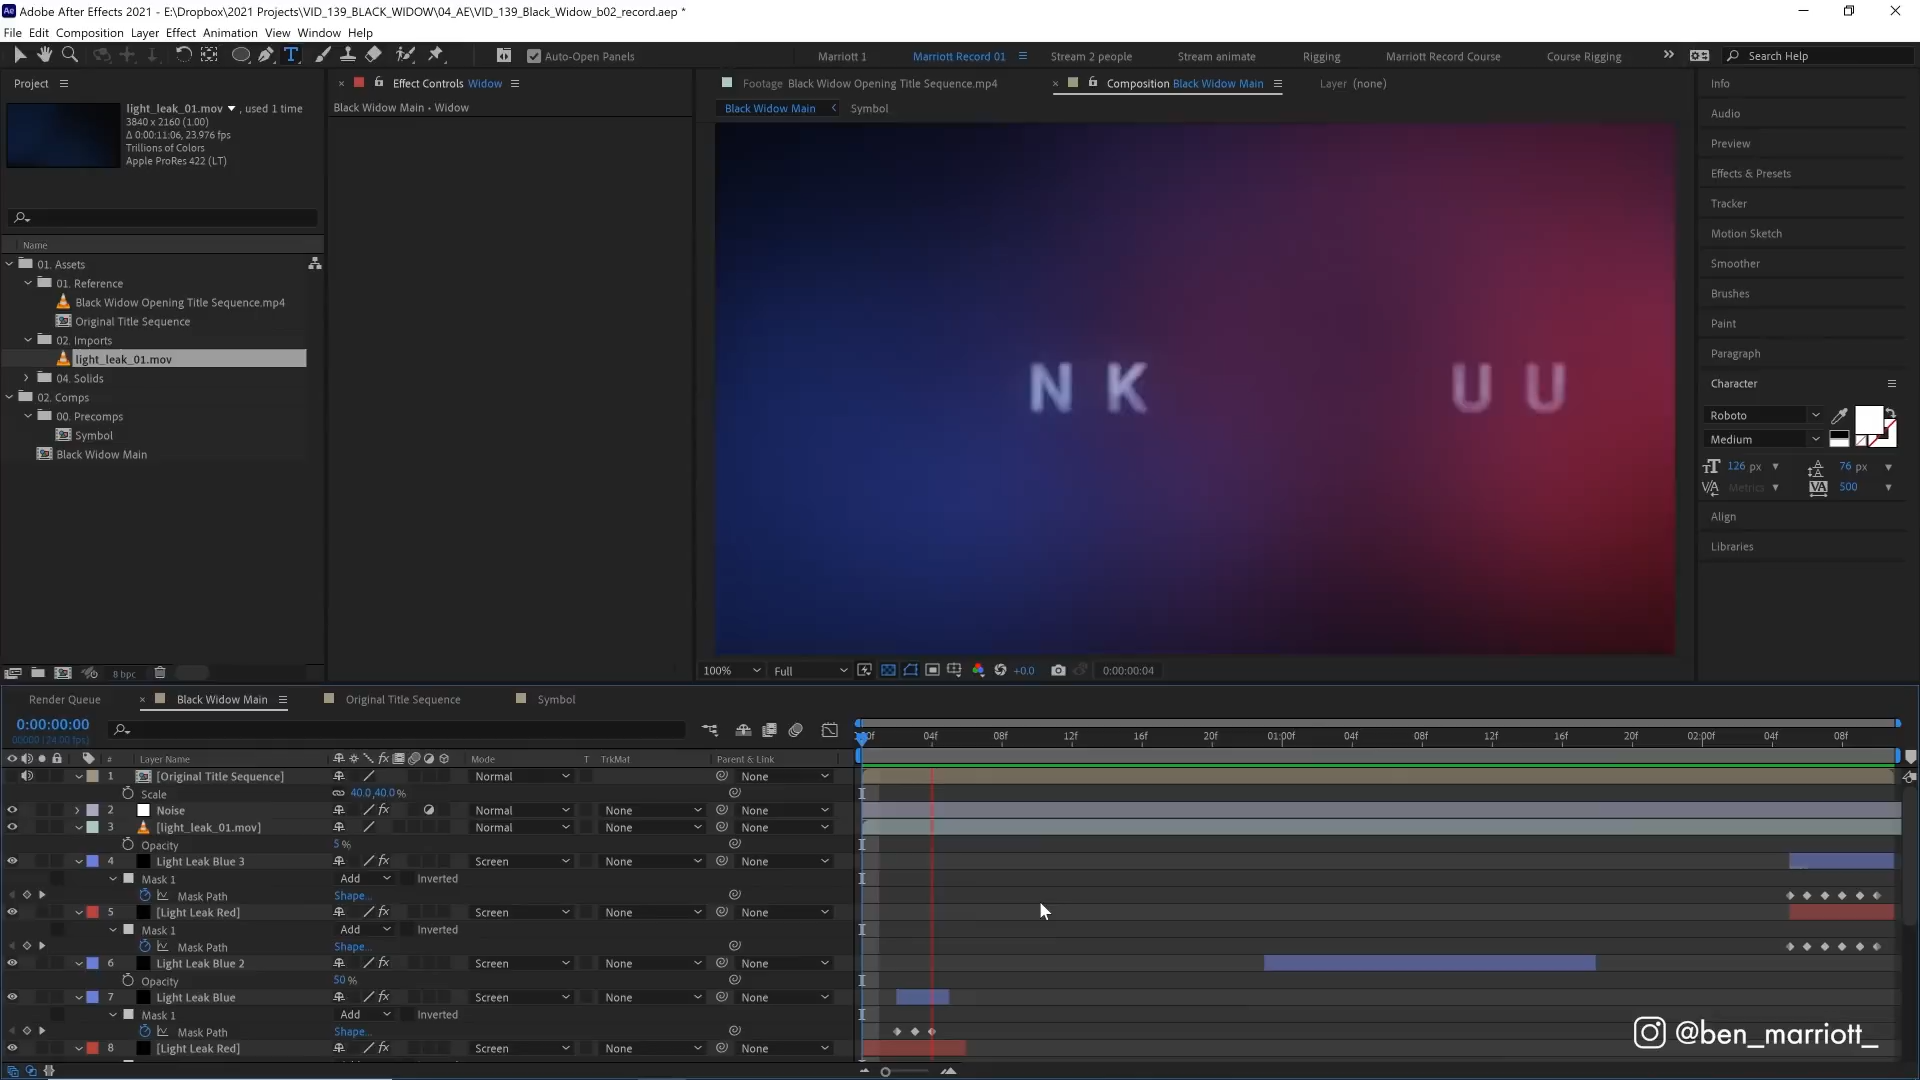 Ae Adobe After Effects 2021 - E:\Dropbox\2021 Projects\VID_139_BLACK_WIDOW\04_AE\VID_139_Black_Widow_b02_record.aep *
File Edit Composition Layer Effect Animation View Window Help
Auto-Open Panels Marriott 1 Marriott Record 01 Stream 2 people Stream animate Rigging Marriott Record Course Course Rigging Search Help
Project
Effect Controls Widow
Footage Black Widow Opening Title Sequence.mp4
Composition Black Widow Main
Layer (none)
Info
light_leak_01.mov , used 1 time
3840 x 2160 (1.00)
Δ 0:00:11:06, 23.976 fps
Trillions of Colors
Apple ProRes 422 (LT)
Black Widow Main • Widow
Black Widow Main
Symbol
Audio
Preview
Effects & Presets
Tracker
Motion Sketch
Smoother
Brushes
Paint
Paragraph
Character
Roboto
Medium
126 px
76 px
Metrics
500
Align
Libraries
Name
01. Assets
01. Reference
Black Widow Opening Title Sequence.mp4
Original Title Sequence
02. Imports
light_leak_01.mov
04. Solids
02. Comps
00. Precomps
Symbol
Black Widow Main
N K U U
8 bpc
100% Full +0.0 0:00:00:04
Render Queue Black Widow Main Original Title Sequence Symbol
0:00:00:00
00000 (24.00 fps)
04f 08f 12f 16f 20f 01:00f 04f 08f 12f 16f 20f 02:00f 04f 08f
# Layer Name Mode T TrkMat Parent & Link
1 [Original Title Sequence] Normal None
Scale 40.0,40.0 %
2 Noise Normal None None
3 [light_leak_01.mov] Normal None None
Opacity 5 %
4 Light Leak Blue 3 Screen None None
Mask 1 Add Inverted
Mask Path Shape...
5 [Light Leak Red] Screen None None
Mask 1 Add Inverted
Mask Path Shape...
6 Light Leak Blue 2 Screen None None
Opacity 50 %
7 Light Leak Blue Screen None None
Mask 1 Add Inverted
Mask Path Shape...
8 [Light Leak Red] Screen None None
@ben_marriott_